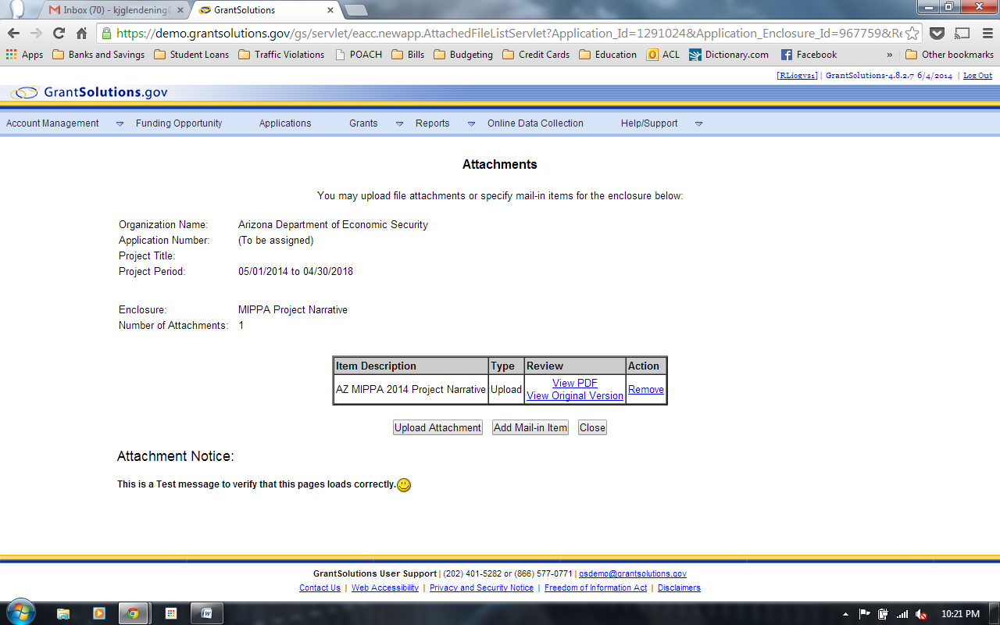 Inbox (70) - kjglendening@
GrantSolutions
https://demo.grantsolutions.gov/gs/servlet/eacc.newapp.AttachedFileListServlet?Application_Id=1291024&Application_Enclosure_Id=967759&Re
Apps Banks and Savings Student Loans Traffic Violations POACH Bills Budgeting Credit Cards Education ACL Dictionary.com Facebook » Other bookmarks
[RLiogvs1] | GrantSolutions-4.8.2.7 6/4/2014 | Log Out
GrantSolutions.gov
Account Management Funding Opportunity Applications Grants Reports Online Data Collection Help/Support
Attachments
You may upload file attachments or specify mail-in items for the enclosure below:
Organization Name: Arizona Department of Economic Security
Application Number: (To be assigned)
Project Title:
Project Period: 05/01/2014 to 04/30/2018
Enclosure: MIPPA Project Narrative
Number of Attachments: 1
Item Description Type Review Action
AZ MIPPA 2014 Project Narrative Upload View PDF Remove
View Original Version
Upload Attachment Add Mail-in Item Close
Attachment Notice:
This is a Test message to verify that this pages loads correctly.
GrantSolutions User Support | (202) 401-5282 or (866) 577-0771 | gsdemo@grantsolutions.gov
Contact Us | Web Accessibility | Privacy and Security Notice | Freedom of Information Act | Disclaimers
10:21 PM